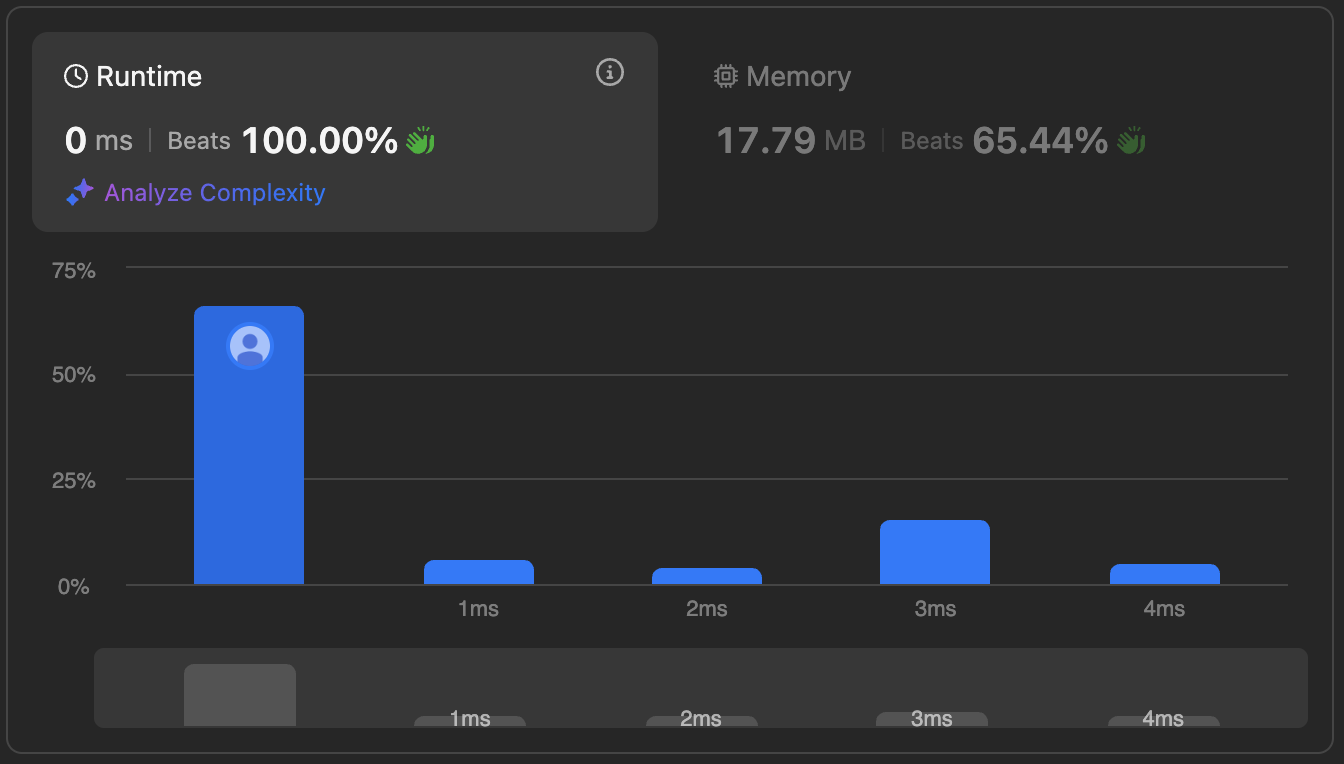 Runtime
0 ms | Beats 100.00%
Analyze Complexity
Memory
17.79 MB | Beats 65.44%
75%
50%
25%
0%
1ms 2ms 3ms 4ms
1ms 2ms 3ms 4ms